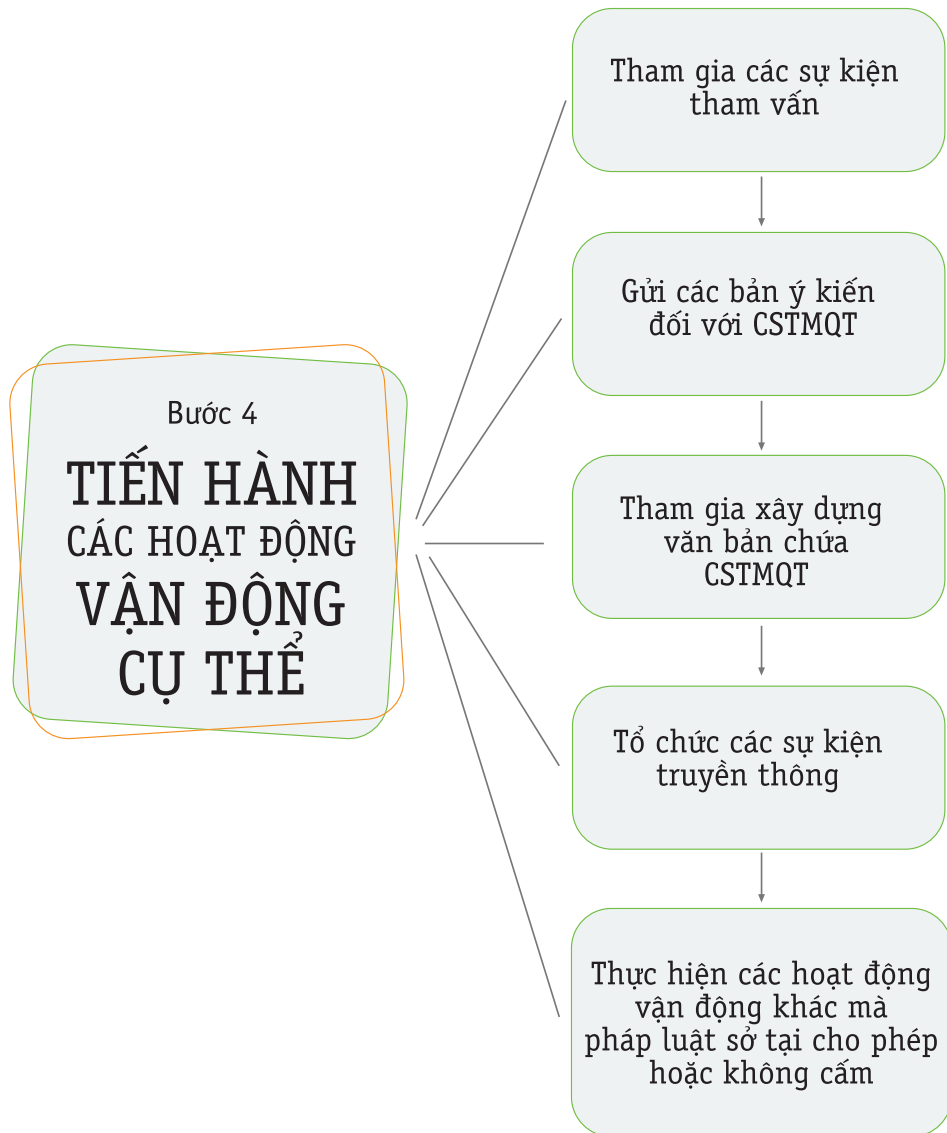 Bước 4
TIẾN HÀNH
CÁC HOẠT ĐỘNG
VẬN ĐỘNG
CỤ THỂ
Tham gia các sự kiện
tham vấn
Gửi các bản ý kiến
đối với CSTMQT
Tham gia xây dựng
văn bản chứa
CSTMQT
Tổ chức các sự kiện
truyền thông
Thực hiện các hoạt động
vận động khác mà
pháp luật sở tại cho phép
hoặc không cấm